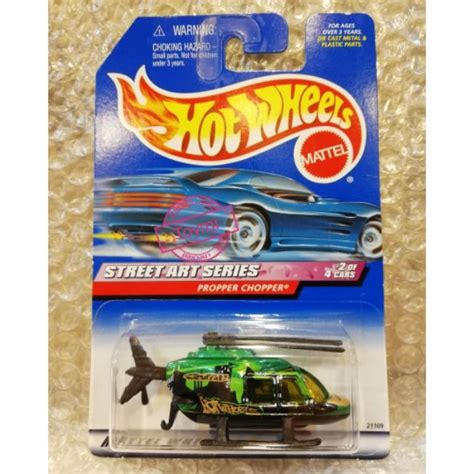 WARNING:
CHOKING HAZARD-
Small parts. Not for children
under 3 years.
FOR AGES
OVER 3 YEARS.
DIE CAST METAL &
PLASTIC PARTS.
Hot Wheels
MATTEL
®
STREET ART SERIES
2 OF
4 CARS
PROPPER CHOPPER®
21109